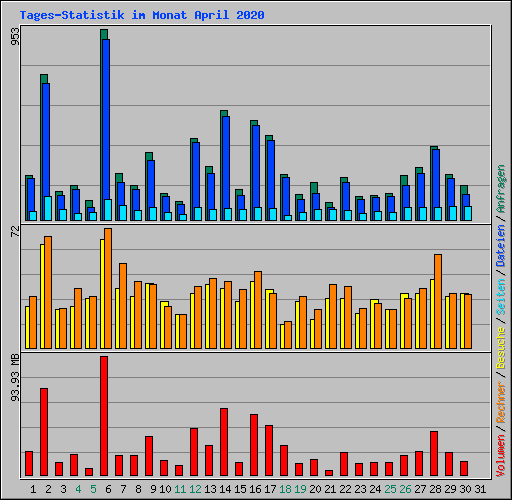 Tages-Statistik im Monat April 2020
953
72
93.93 MB
Volumen / Rechner / Besuche / Seiten / Dateien / Anfragen
1 2 3 4 5 6 7 8 9 10 11 12 13 14 15 16 17 18 19 20 21 22 23 24 25 26 27 28 29 30 31